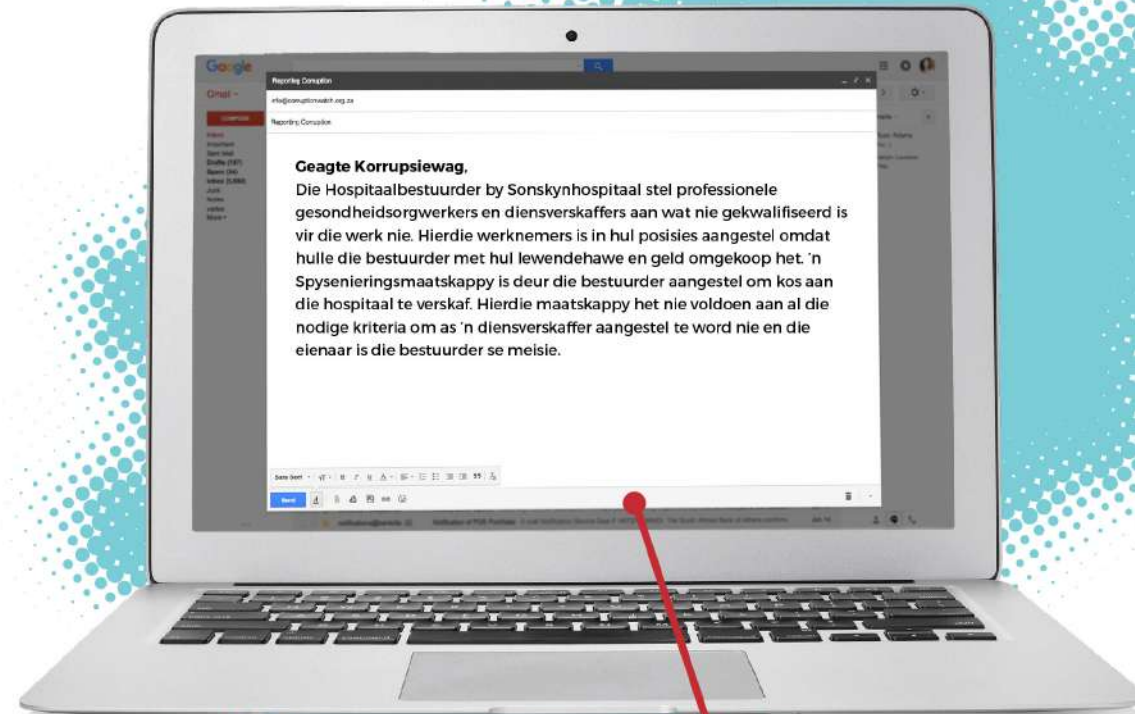 Google
Gmail
COMPOSE
Reporting Corruption
info@corruptionwatch.org.za
Reporting Corruption
Geagte Korrupsiewag,
Die Hospitaalbestuurder by Sonskynhospitaal stel professionele
gesondheidsorgwerkers en diensverskaffers aan wat nie gekwalifiseerd is
vir die werk nie. Hierdie werknemers is in hul posisies aangestel omdat
hulle die bestuurder met hul lewendehawe en geld omgekoop het. 'n
Spysenieringsmaatskappy is deur die bestuurder aangestel om kos aan
die hospitaal te verskaf. Hierdie maatskappy het nie voldoen aan al die
nodige kriteria om as 'n diensverskaffer aangestel te word nie en die
eienaar is die bestuurder se meisie.
Sans Serif
Send